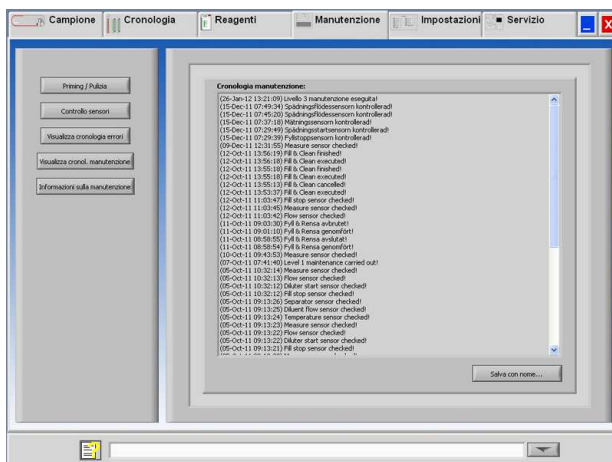 Campione
Cronologia
Reagenti
Manutenzione
Impostazioni
Servizio
Priming / Pulizia
Controllo sensori
Visualizza cronologia errori
Visualizza cronol. manutenzione
Informazioni sulla manutenzione
Cronologia manutenzione:
(26-Jan-12 13:21:09) Livello 3 manutenzione eseguita!
(15-Dec-11 07:49:34) Spädningsflödessensorn kontrollerad!
(15-Dec-11 07:45:20) Spädningsflödessensorn kontrollerad!
(15-Dec-11 07:37:18) Mätningssensorn kontrollerad!
(15-Dec-11 07:29:49) Spädningsstartsensorn kontrollerad!
(15-Dec-11 07:29:39) Fyllstoppsensorn kontrollerad!
(09-Dec-11 12:31:55) Measure sensor checked!
(12-Oct-11 13:56:19) Fill & Clean finished!
(12-Oct-11 13:56:18) Fill & Clean executed!
(12-Oct-11 13:55:18) Fill & Clean finished!
(12-Oct-11 13:55:18) Fill & Clean executed!
(12-Oct-11 13:55:13) Fill & Clean cancelled!
(12-Oct-11 13:53:37) Fill & Clean executed!
(12-Oct-11 11:03:47) Fill stop sensor checked!
(12-Oct-11 11:03:45) Measure sensor checked!
(12-Oct-11 11:03:42) Flow sensor checked!
(11-Oct-11 09:03:30) Fyll & Rensa avbrutet!
(11-Oct-11 09:01:10) Fyll & Rensa genomfört!
(11-Oct-11 08:58:55) Fyll & Rensa avslutat!
(11-Oct-11 08:58:54) Fyll & Rensa genomfört!
(10-Oct-11 09:43:53) Measure sensor checked!
(07-Oct-11 07:41:40) Level 1 maintenance carried out!
(05-Oct-11 10:32:14) Measure sensor checked!
(05-Oct-11 10:32:13) Flow sensor checked!
(05-Oct-11 10:32:12) Diluter start sensor checked!
(05-Oct-11 10:32:12) Fill stop sensor checked!
(05-Oct-11 09:13:26) Separator sensor checked!
(05-Oct-11 09:13:25) Diluent flow sensor checked!
(05-Oct-11 09:13:24) Temperature sensor checked!
(05-Oct-11 09:13:23) Measure sensor checked!
(05-Oct-11 09:13:22) Flow sensor checked!
(05-Oct-11 09:13:22) Diluter start sensor checked!
(05-Oct-11 09:13:21) Fill stop sensor checked!
Salva con nome...